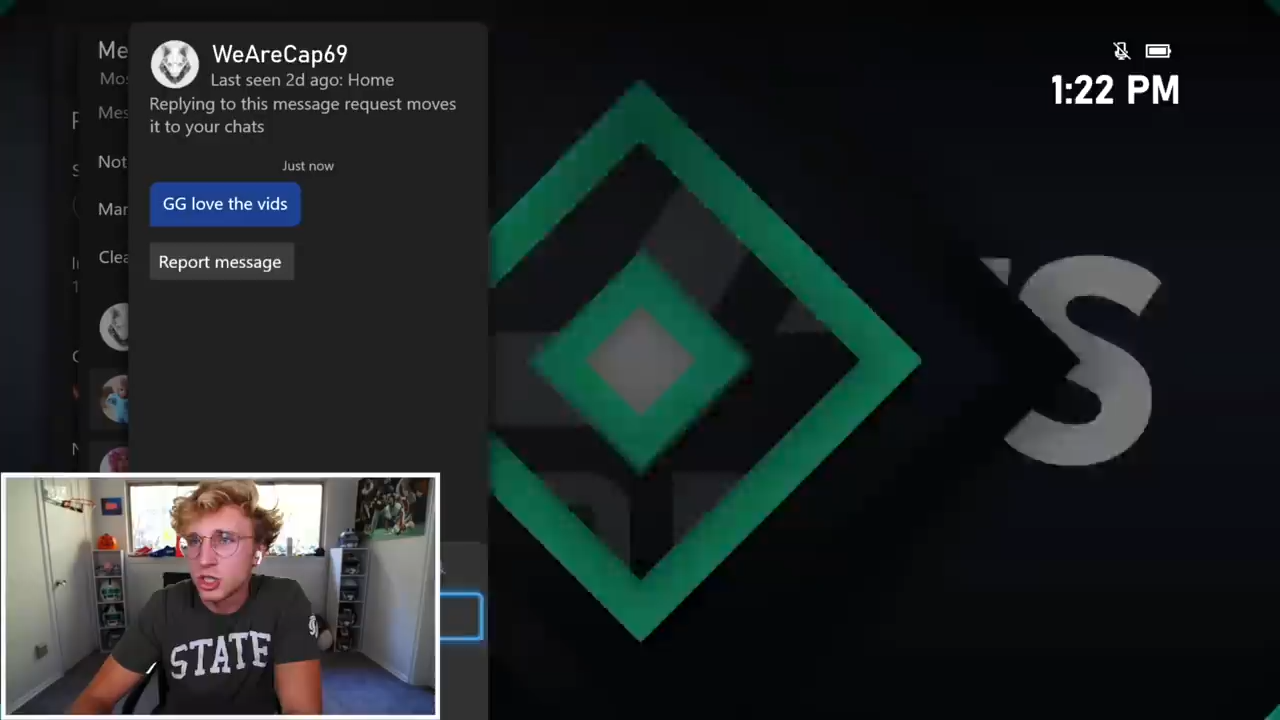 WeAreCap69
Last seen 2d ago: Home
Replying to this message request moves
it to your chats
Just now
GG love the vids
Report message
1:22 PM
'S
STATE